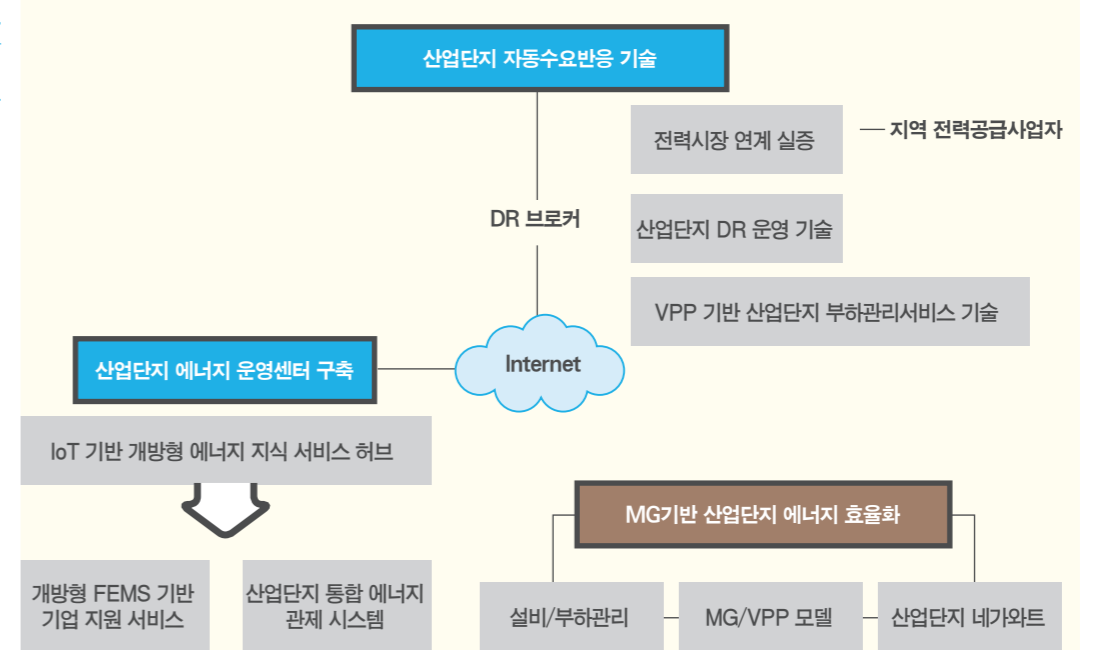 산업단지 자동수요반응 기술
전력시장 연계 실증
지역 전력공급사업자
DR 브로커
산업단지 DR 운영 기술
VPP 기반 산업단지 부하관리서비스 기술
Internet
산업단지 에너지 운영센터 구축
IoT 기반 개방형 에너지 지식 서비스 허브
MG기반 산업단지 에너지 효율화
개방형 FEMS 기반
기업 지원 서비스
산업단지 통합 에너지
관제 시스템
설비/부하관리
MG/VPP 모델
산업단지 네가와트